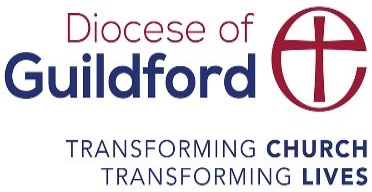 Diocese of
Guildford
TRANSFORMING CHURCH
TRANSFORMING LIVES